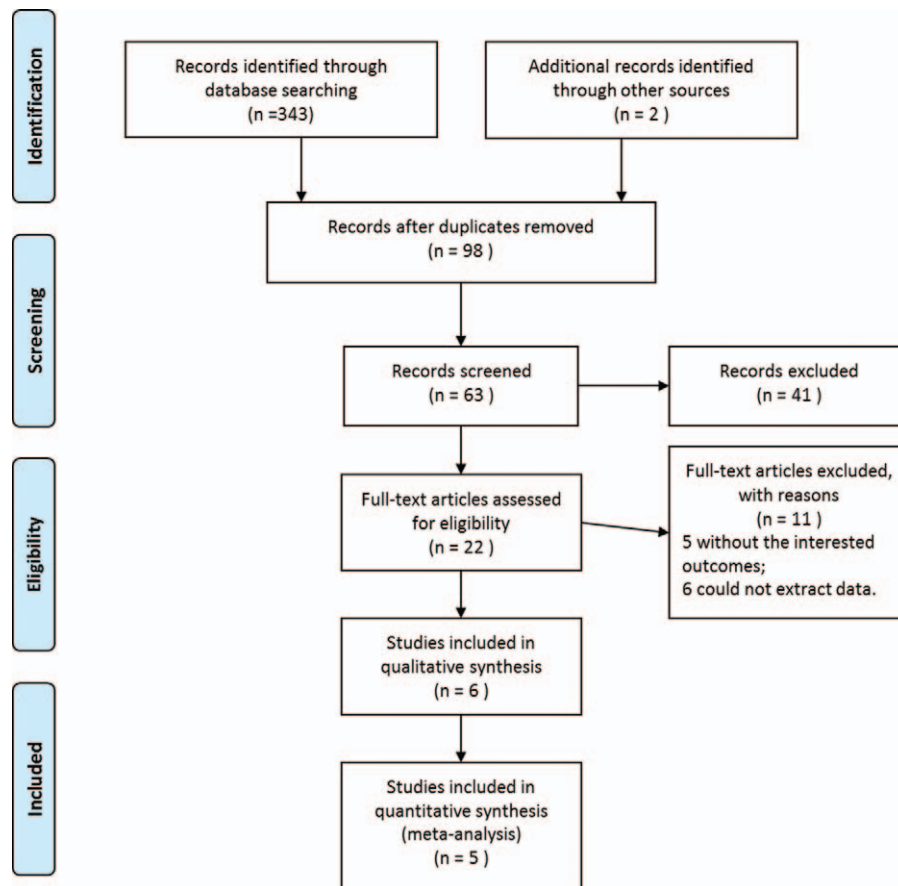 Identification
Records identified through
database searching
(n =343)
Additional records identified
through other sources
(n = 2 )
Records after duplicates removed
(n = 98 )
Screening
Records screened
(n = 63 )
Records excluded
(n = 41 )
Eligibility
Full-text articles assessed
for eligibility
(n = 22 )
Full-text articles excluded,
with reasons
(n = 11 )
5 without the interested
outcomes;
6 could not extract data.
Studies included in
qualitative synthesis
(n = 6 )
Included
Studies included in
quantitative synthesis
(meta-analysis)
(n = 5 )